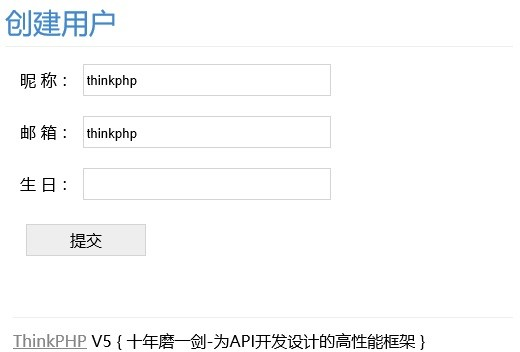 创建用户
昵 称： thinkphp
邮 箱： thinkphp
生 日：
提交
ThinkPHP V5 { 十年磨一剑-为API开发设计的高性能框架 }